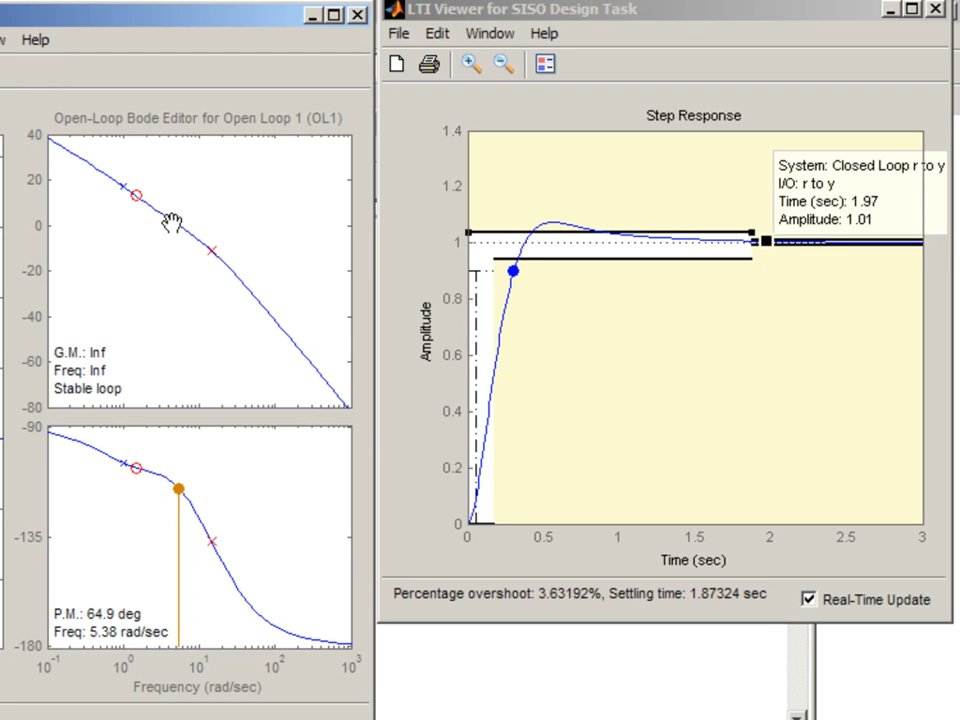 w Help
Open-Loop Bode Editor for Open Loop 1 (OL1)
40
20
0
-20
-40
-60
-80
G.M.: Inf
Freq: Inf
Stable loop
-90
-135
-180
P.M.: 64.9 deg
Freq: 5.38 rad/sec
10^-1 10^0 10^1 10^2 10^3
Frequency (rad/sec)
LTI Viewer for SISO Design Task
File Edit Window Help
Step Response
1.4
1.2
1
0.8
0.6
0.4
0.2
0
Amplitude
System: Closed Loop r to y
I/O: r to y
Time (sec): 1.97
Amplitude: 1.01
0 0.5 1 1.5 2 2.5 3
Time (sec)
Percentage overshoot: 3.63192%, Settling time: 1.87324 sec
Real-Time Update